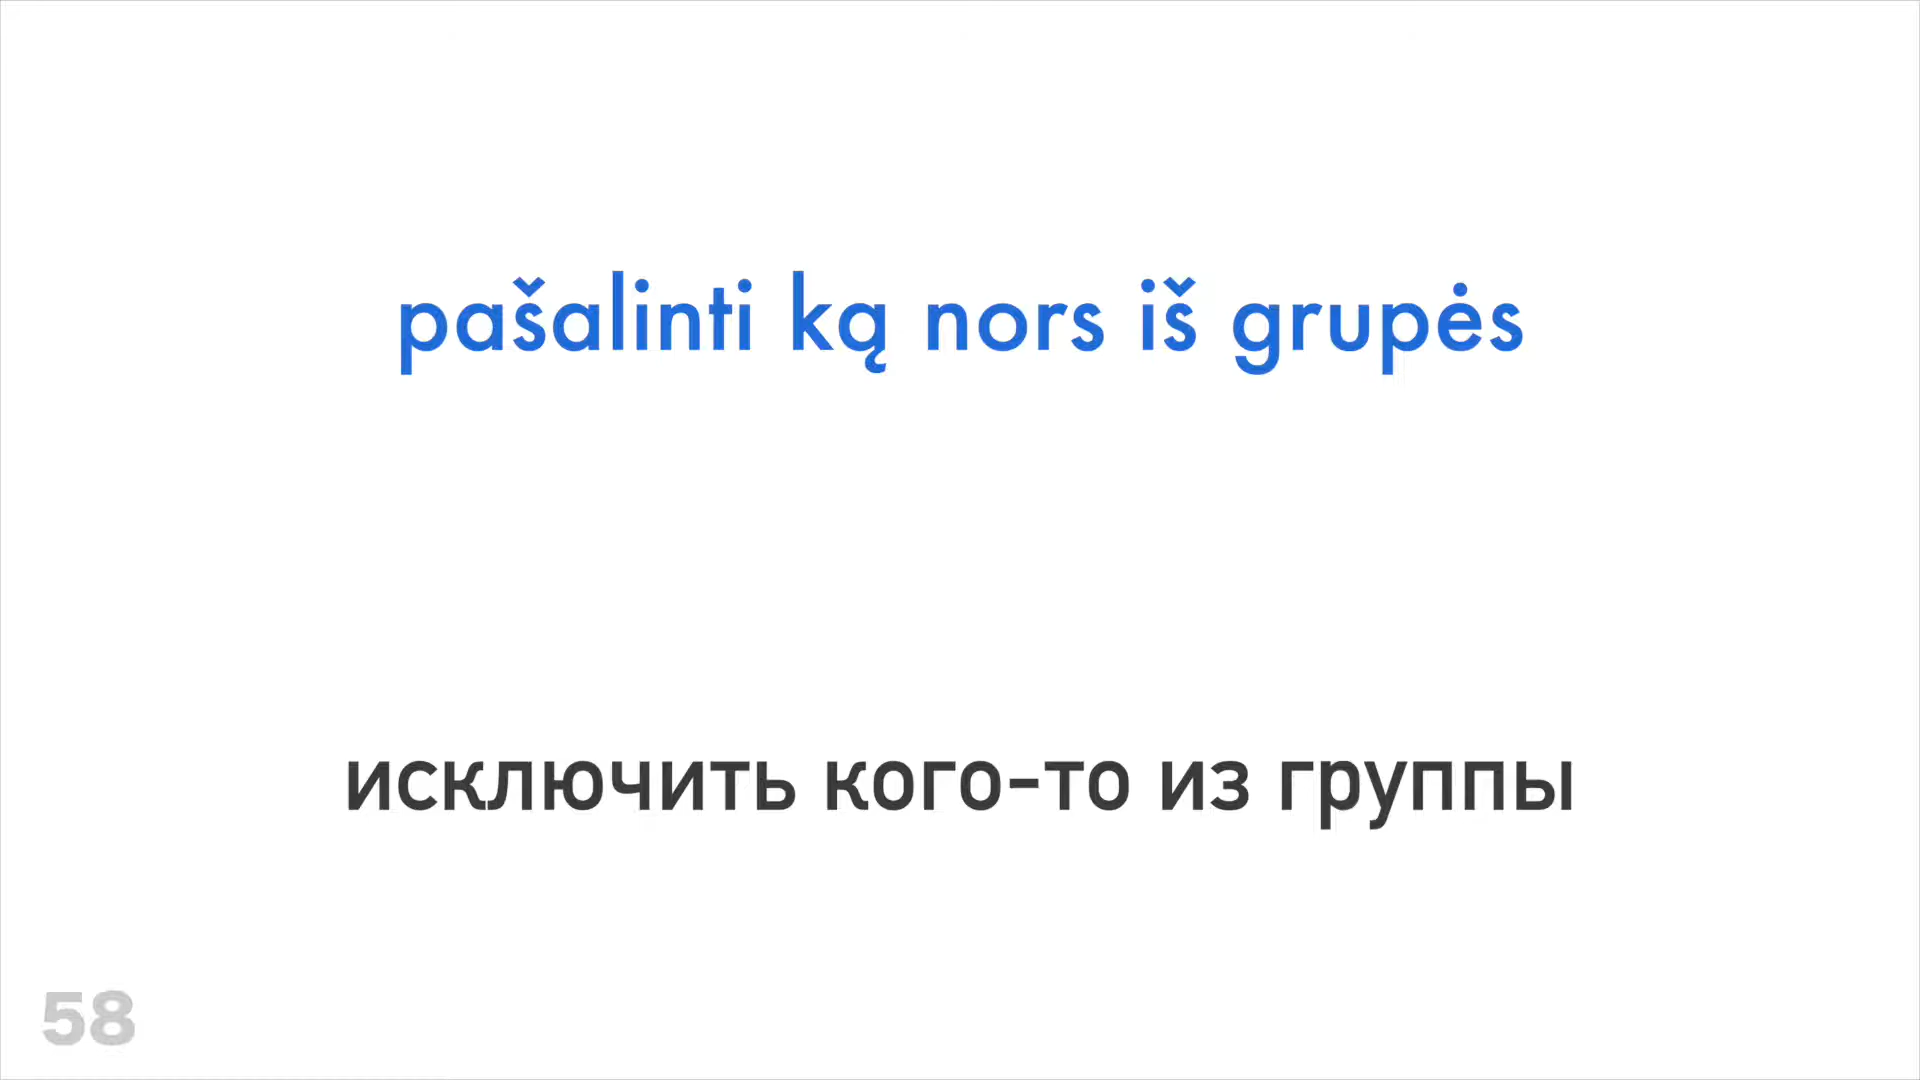 pašalinti ką nors iš grupės
исключить кого-то из группы
58